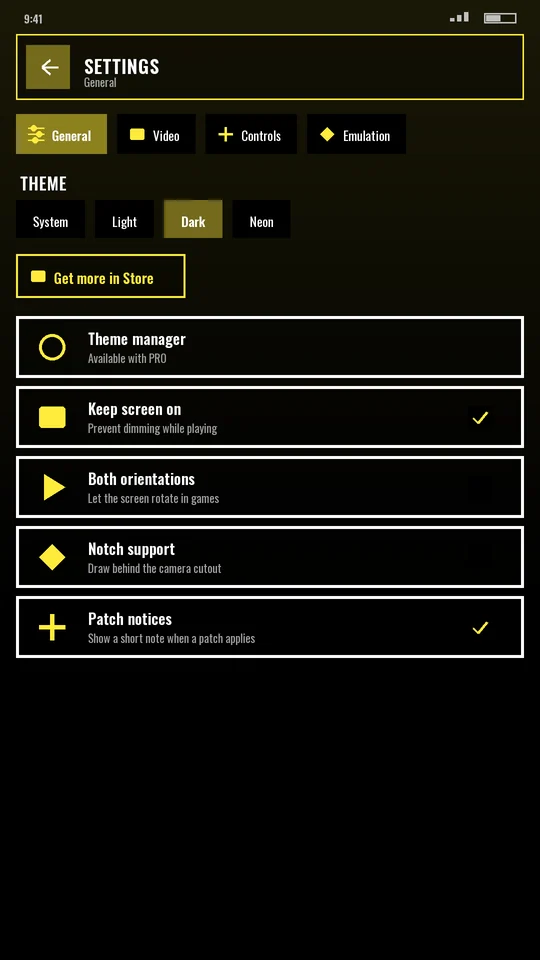 9:41
SETTINGS
General
General
Video
Controls
Emulation
THEME
System
Light
Dark
Neon
Get more in Store
Theme manager
Available with PRO
Keep screen on
Prevent dimming while playing
Both orientations
Let the screen rotate in games
Notch support
Draw behind the camera cutout
Patch notices
Show a short note when a patch applies